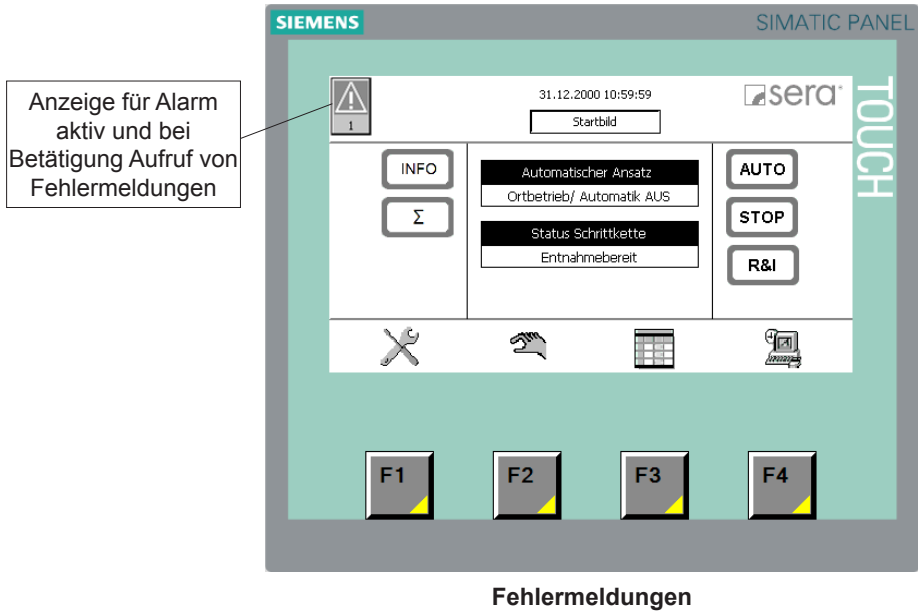 SIEMENS
SIMATIC PANEL
TOUCH
Anzeige für Alarm
aktiv und bei
Betätigung Aufruf von
Fehlermeldungen
1
31.12.2000 10:59:59
Startbild
sera
INFO
Σ
Automatischer Ansatz
Ortbetrieb/ Automatik AUS
Status Schrittkette
Entnahmebereit
AUTO
STOP
R&I
F1
F2
F3
F4
Fehlermeldungen